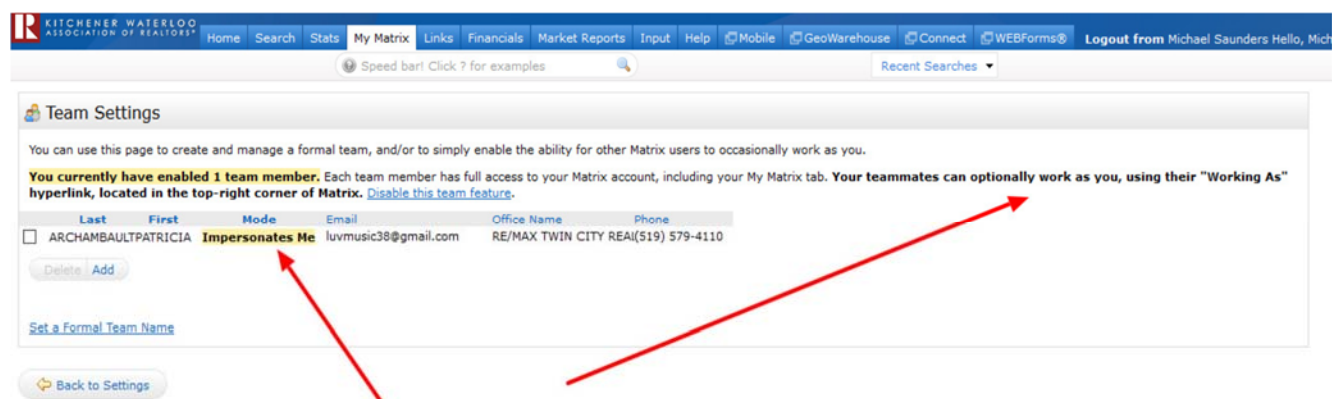 KITCHENER WATERLOO
ASSOCIATION OF REALTORS®
Home Search Stats My Matrix Links Financials Market Reports Input Help Mobile GeoWarehouse Connect WEBForms® Logout from Michael Saunders Hello, Mich
Speed bar! Click ? for examples Recent Searches
Team Settings
You can use this page to create and manage a formal team, and/or to simply enable the ability for other Matrix users to occasionally work as you.
You currently have enabled 1 team member. Each team member has full access to your Matrix account, including your My Matrix tab. Your teammates can optionally work as you, using their "Working As"
hyperlink, located in the top-right corner of Matrix. Disable this team feature.
Last First Mode Email Office Name Phone
ARCHAMBAULTPATRICIA Impersonates Me luvmusic38@gmail.com RE/MAX TWIN CITY REAl(519) 579-4110
Delete Add
Set a Formal Team Name
Back to Settings